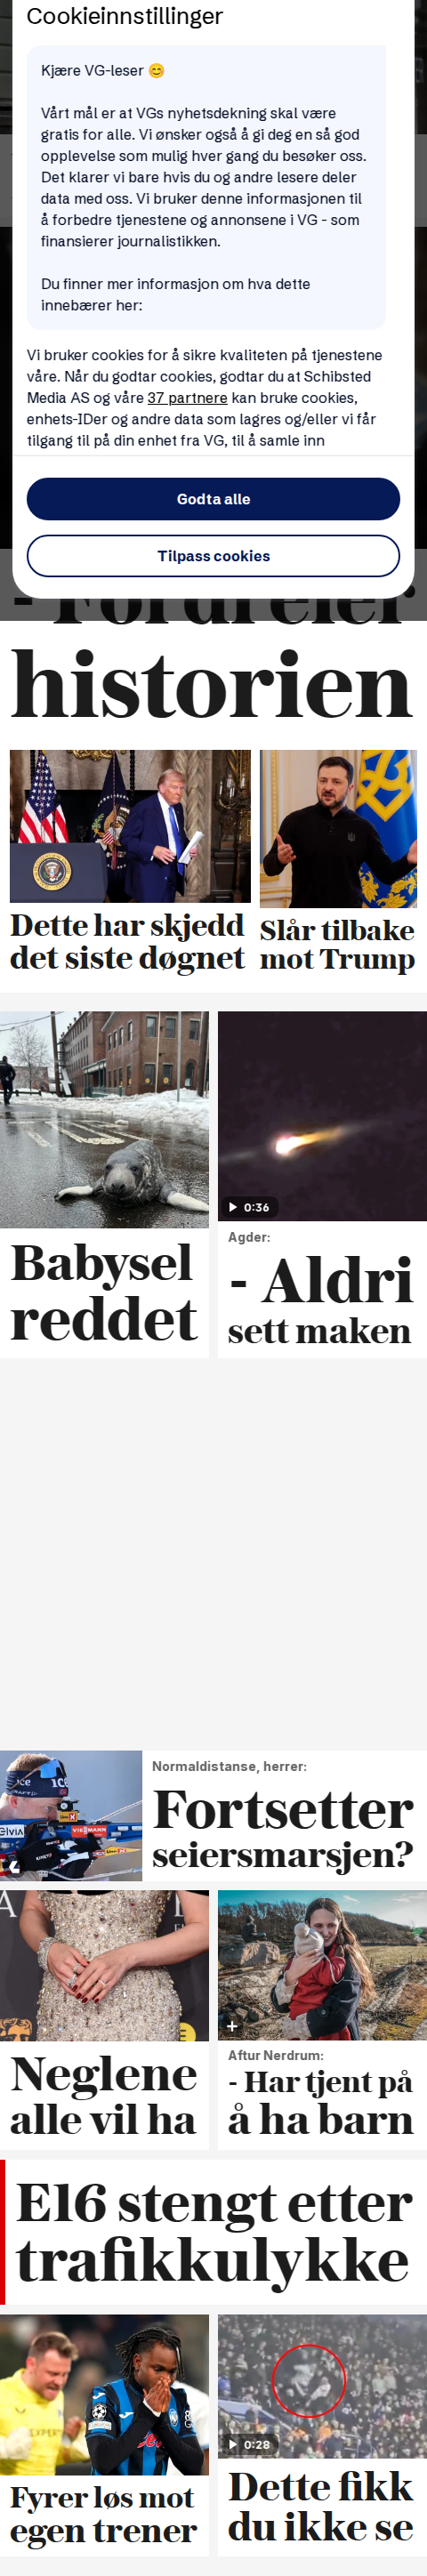 Cookieinnstillinger
Kjære VG-leser 😊
Vårt mål er at VGs nyhetsdekning skal være
gratis for alle. Vi ønsker også å gi deg en så god
opplevelse som mulig hver gang du besøker oss.
Det klarer vi bare hvis du og andre lesere deler
data med oss. Vi bruker denne informasjonen til
å forbedre tjenestene og annonsene i VG - som
finansierer journalistikken.
Du finner mer informasjon om hva dette
innebærer her:
Vi bruker cookies for å sikre kvaliteten på tjenestene
våre. Når du godtar cookies, godtar du at Schibsted
Media AS og våre 37 partnere kan bruke cookies,
enhets-IDer og andre data som lagres og/eller vi får
tilgang til på din enhet fra VG, til å samle inn
Godta alle
Tilpass cookies
- Fordreier
historien
Dette har skjedd
det siste døgnet
Slår tilbake
mot Trump
Babysel
reddet
0:36
Agder:
- Aldri
sett maken
Normaldistanse, herrer:
Fortsetter
seiersmarsjen?
Neglene
alle vil ha
Aftur Nerdrum:
- Har tjent på
å ha barn
E16 stengt etter
trafikkulykke
Fyrer løs mot
egen trener
0:28
Dette fikk
du ikke se